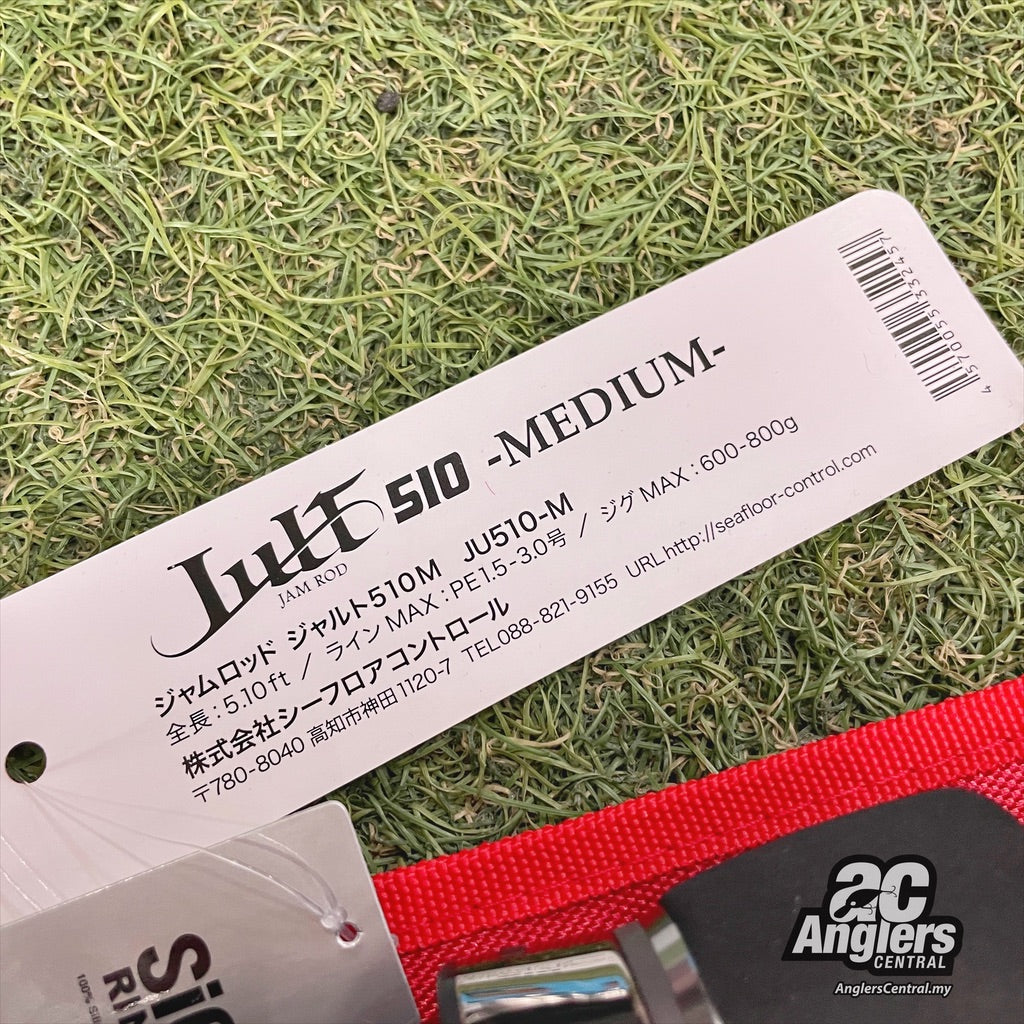 Jult 510 -MEDIUM-
JAM ROD
ジャムロッド ジャルト510M JU510-M
全長:5.10ft / ラインMAX:PE1.5-3.0号 / ジグMAX:600-800g
株式会社シーフロアコントロール
〒780-8040 高知市神田1120-7 TEL088-821-9155 URLhttp://seafloor-control.com
4570055332457
ac
Anglers
CENTRAL
AnglersCentral.my